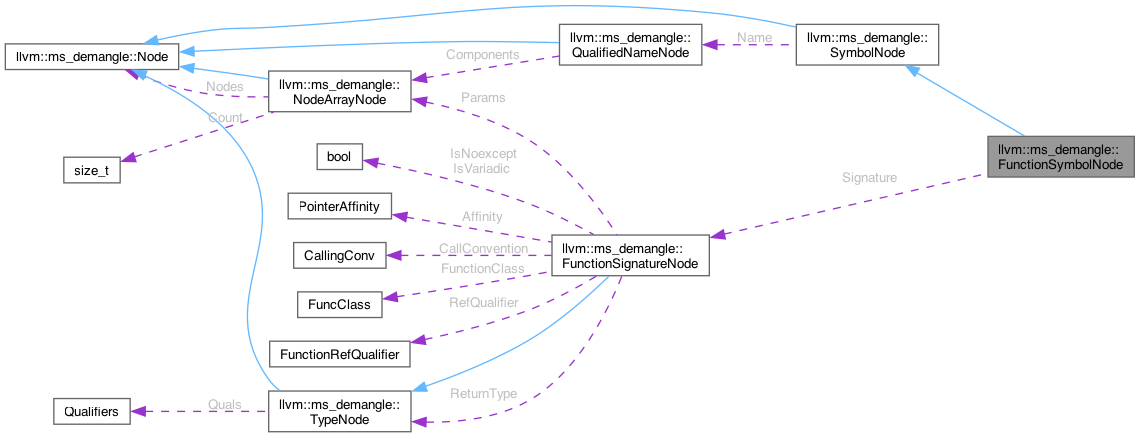 llvm::ms_demangle::Node
llvm::ms_demangle::
QualifiedNameNode
Name
llvm::ms_demangle::
SymbolNode
Components
Nodes
llvm::ms_demangle::
NodeArrayNode
Params
Count
size_t
bool
IsNoexcept
IsVariadic
llvm::ms_demangle::
FunctionSymbolNode
Signature
PointerAffinity
Affinity
CallingConv
CallConvention
llvm::ms_demangle::
FunctionSignatureNode
FunctionClass
FuncClass
RefQualifier
FunctionRefQualifier
ReturnType
Qualifiers
Quals
llvm::ms_demangle::
TypeNode